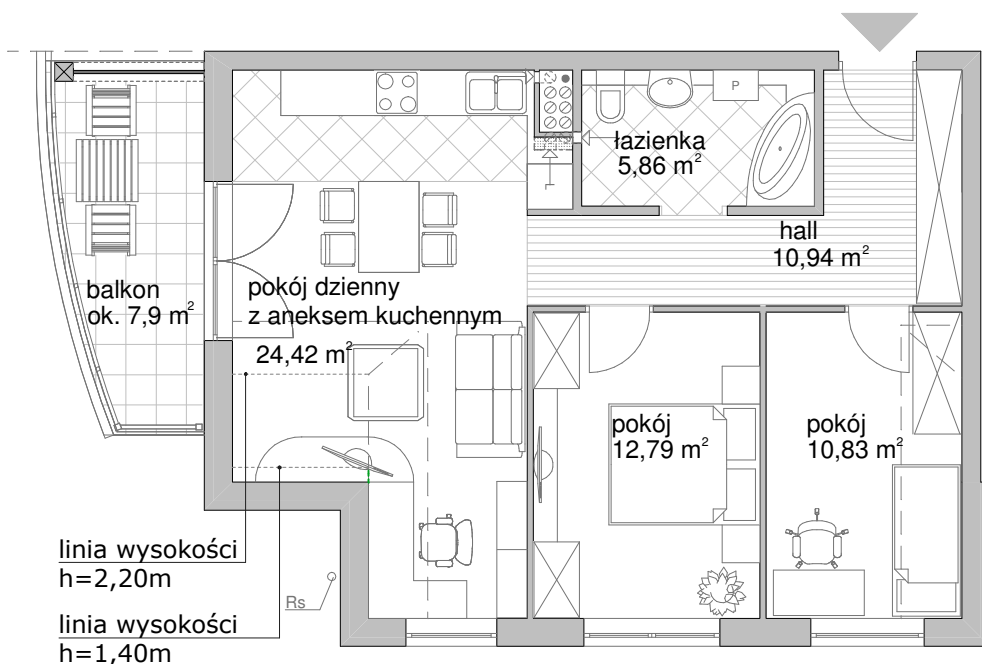 P
łazienka
5,86 m²
hall
10,94 m²
balkon
ok. 7,9 m²
pokój dzienny
z aneksem kuchennym
24,42 m²
pokój
12,79 m²
pokój
10,83 m²
linia wysokości
h=2,20m
Rs
linia wysokości
h=1,40m